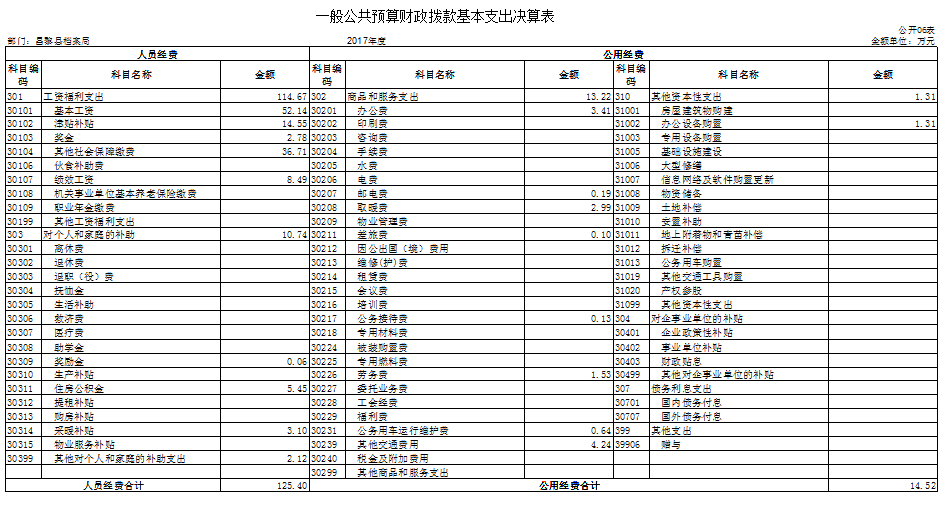 一般公共预算财政拨款基本支出决算表
公开06表
部门：昌黎县档案局 2017年度 金额单位：万元
人员经费 公用经费
科目编码 科目名称 金额 科目编码 科目名称 金额 科目编码 科目名称 金额
301 工资福利支出 114.67 302 商品和服务支出 13.22 310 其他资本性支出 1.31
30101 基本工资 52.14 30201 办公费 3.41 31001 房屋建筑物购建
30102 津贴补贴 14.55 30202 印刷费 31002 办公设备购置 1.31
30103 奖金 2.78 30203 咨询费 31003 专用设备购置
30104 其他社会保障缴费 36.71 30204 手续费 31005 基础设施建设
30106 伙食补助费 30205 水费 31006 大型修缮
30107 绩效工资 8.49 30206 电费 31007 信息网络及软件购置更新
30108 机关事业单位基本养老保险缴费 30207 邮电费 0.19 31008 物资储备
30109 职业年金缴费 30208 取暖费 2.99 31009 土地补偿
30199 其他工资福利支出 30209 物业管理费 31010 安置补助
303 对个人和家庭的补助 10.74 30211 差旅费 0.10 31011 地上附着物和青苗补偿
30301 离休费 30212 因公出国（境）费用 31012 拆迁补偿
30302 退休费 30213 维修(护)费 31013 公务用车购置
30303 退职（役）费 30214 租赁费 31019 其他交通工具购置
30304 抚恤金 30215 会议费 31020 产权参股
30305 生活补助 30216 培训费 31099 其他资本性支出
30306 救济费 30217 公务接待费 0.13 304 对企事业单位的补贴
30307 医疗费 30218 专用材料费 30401 企业政策性补贴
30308 助学金 30224 被装购置费 30402 事业单位补贴
30309 奖励金 0.06 30225 专用燃料费 30403 财政贴息
30310 生产补贴 30226 劳务费 1.53 30499 其他对企事业单位的补贴
30311 住房公积金 5.45 30227 委托业务费 307 债务利息支出
30312 提租补贴 30228 工会经费 30701 国内债务付息
30313 购房补贴 30229 福利费 30707 国外债务付息
30314 采暖补贴 3.10 30231 公务用车运行维护费 0.64 399 其他支出
30315 物业服务补贴 30239 其他交通费用 4.24 39906 赠与
30399 其他对个人和家庭的补助支出 2.12 30240 税金及附加费用
30299 其他商品和服务支出
人员经费合计 125.40 公用经费合计 14.52